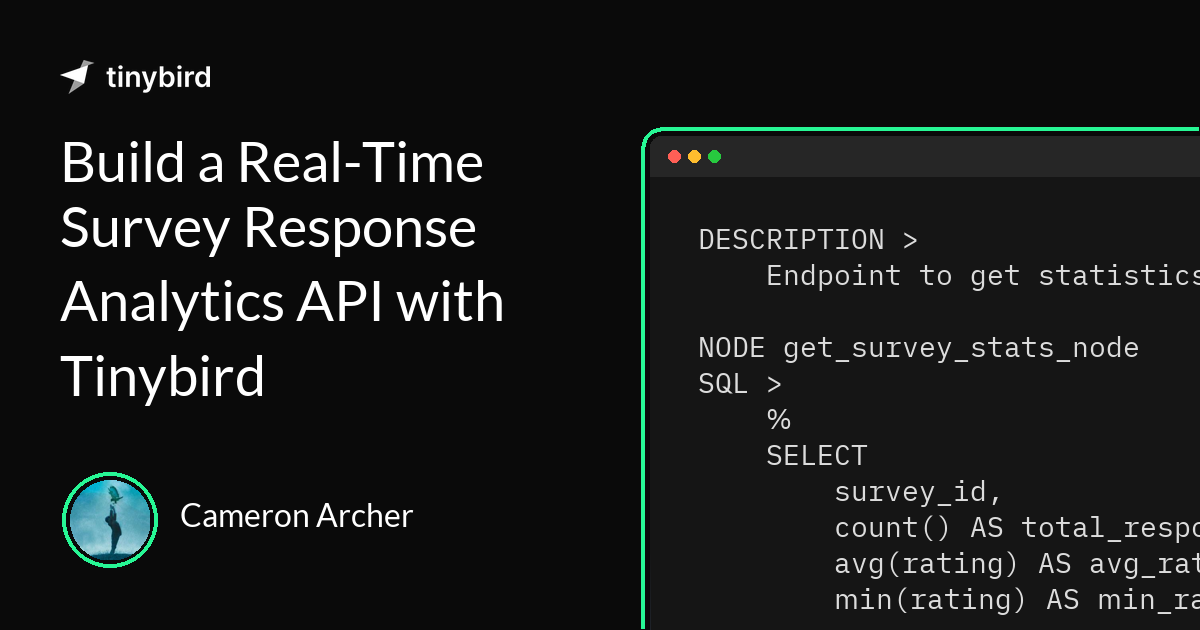 tinybird
Build a Real-Time
Survey Response
Analytics API with
Tinybird
Cameron Archer
DESCRIPTION >
Endpoint to get statistics
NODE get_survey_stats_node
SQL >
%
SELECT
survey_id,
count() AS total_respo
avg(rating) AS avg_rat
min(rating) AS min_ra